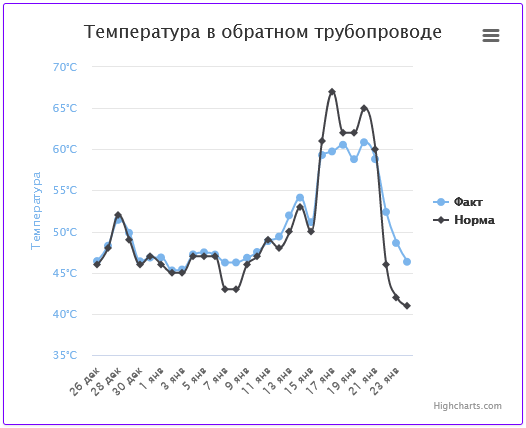 Температура в обратном трубопроводе
70°C
65°C
60°C
55°C
50°C
45°C
40°C
35°C
Температура
26 дек
28 дек
30 дек
1 янв
3 янв
5 янв
7 янв
9 янв
11 янв
13 янв
15 янв
17 янв
19 янв
21 янв
23 янв
Факт
Норма
Highcharts.com